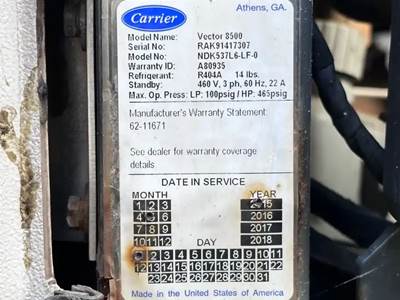 Carrier
Athens, GA.
Model Name: Vector 8500
Serial No: RAK91417307
Model No: NDK537L6-LF-0
Warranty ID: A80935
Refrigerant: R404A 14 lbs.
Standby: 460 V, 3 ph, 60 Hz, 22 A
Max. Op. Press: LP: 100psig / HP: 465psig
Manufacturer's Warranty Statement:
62-11671
See dealer for warranty coverage
details
DATE IN SERVICE
MONTH YEAR
1 2 3 2015
4 6 2016
7 8 9 2017
10 11 12 DAY 2018
2 3 4 5 6 7 8 9 10 11
12 13 14 15 16 17 18 19 20 21 22
23 24 25 26 27 28 29 30 31
Made in the United States of America